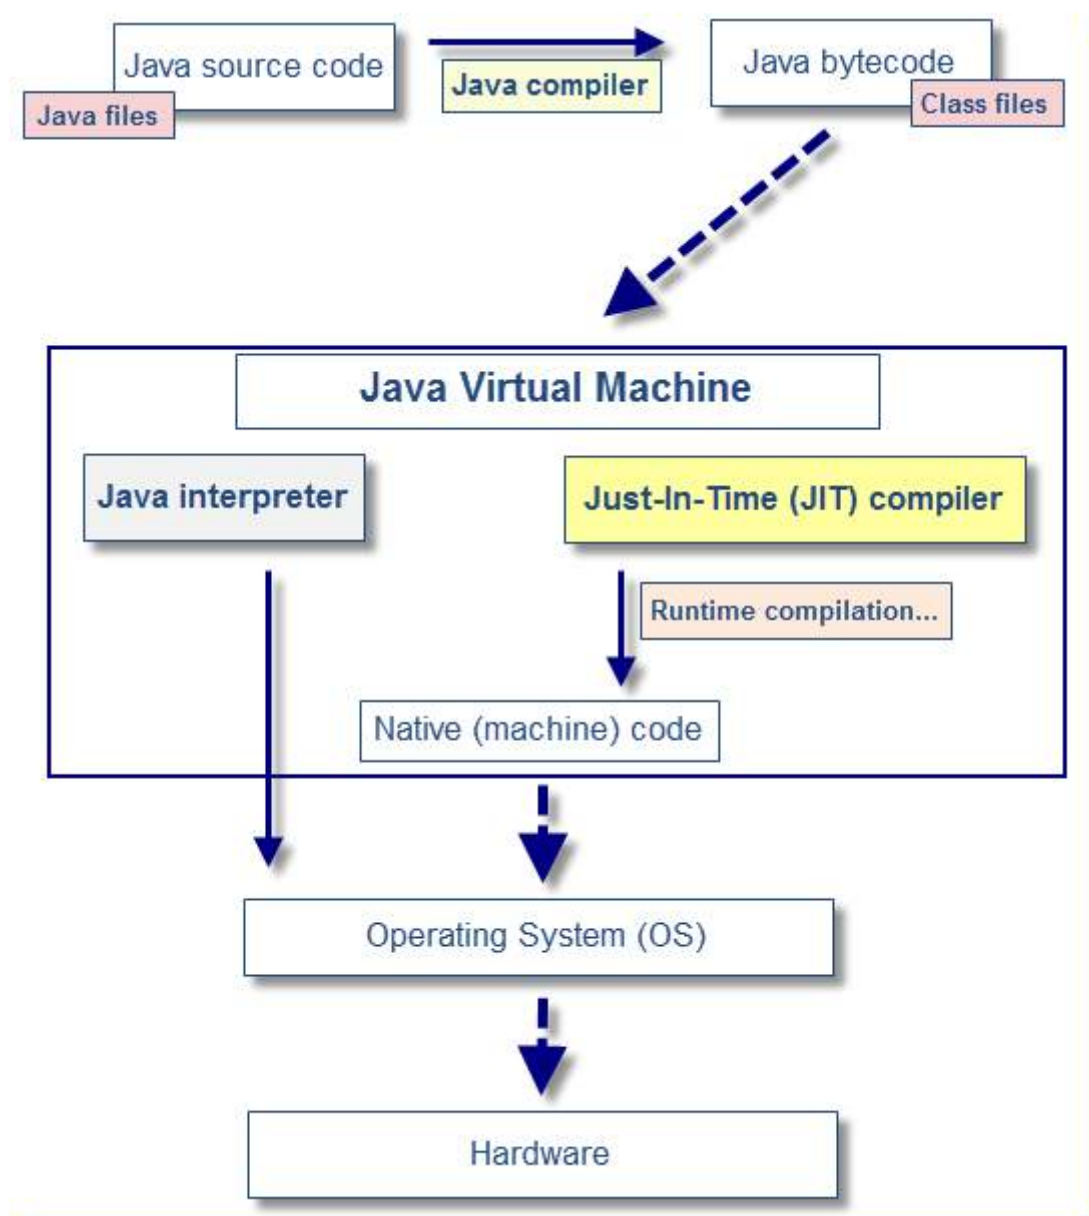 Java source code
Java files
Java compiler
Java bytecode
Class files
Java Virtual Machine
Java interpreter
Just-In-Time (JIT) compiler
Runtime compilation...
Native (machine) code
Operating System (OS)
Hardware